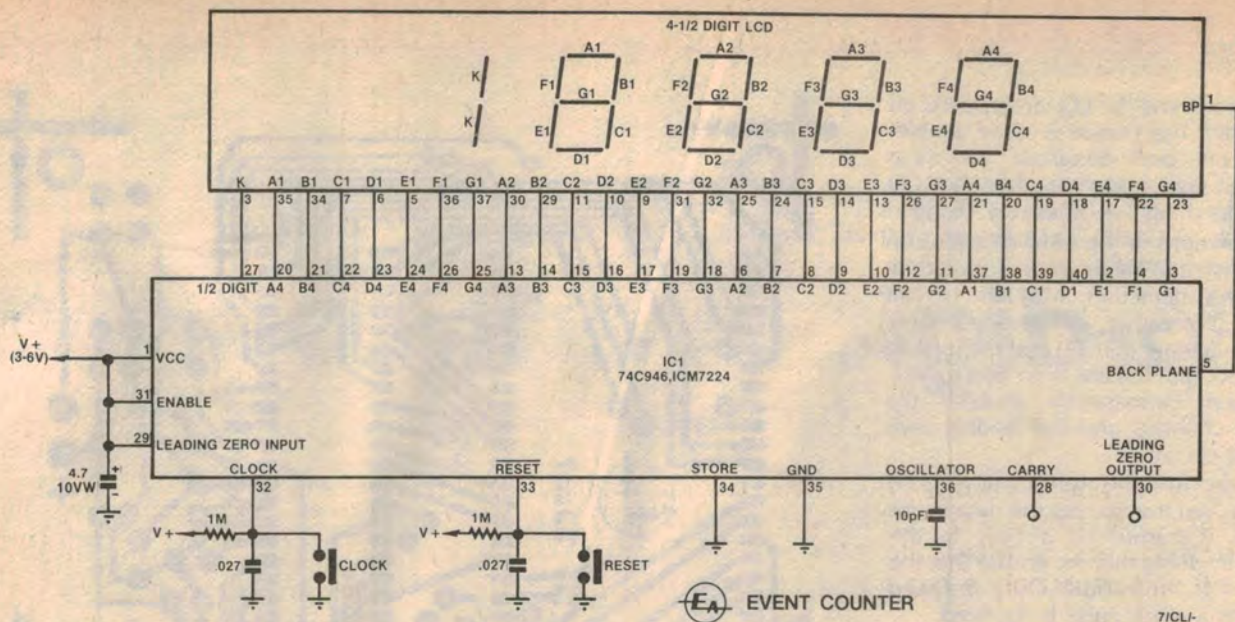 4-1/2 DIGIT LCD
A1 A2 A3 A4
K F1 B1 F2 B2 F3 B3 F4 B4
G1 G2 G3 G4 BP 1
K E1 C1 E2 C2 E3 C3 E4 C4
D1 D2 D3 D4
K A1 B1 C1 D1 E1 F1 G1 A2 B2 C2 D2 E2 F2 G2 A3 B3 C3 D3 E3 F3 G3 A4 B4 C4 D4 E4 F4 G4
3 35 34 7 6 5 36 37 30 29 11 10 9 31 32 25 24 15 14 13 26 27 21 20 19 18 17 22 23
27 20 21 22 23 24 26 25 13 14 15 16 17 19 18 6 7 8 9 10 12 11 37 38 39 40 2 4 3
1/2 DIGIT A4 B4 C4 D4 E4 F4 G4 A3 B3 C3 D3 E3 F3 G3 A2 B2 C2 D2 E2 F2 G2 A1 B1 C1 D1 E1 F1 G1
V+
(3-6V)
1 VCC
IC1
74C946,ICM7224
BACK PLANE 5
31 ENABLE
29 LEADING ZERO INPUT
4.7
10VW
CLOCK RESET STORE GND OSCILLATOR CARRY LEADING ZERO OUTPUT
32 33 34 35 36 28 30
V+ 1M V+ 1M
10pF
.027 CLOCK .027 RESET
EA EVENT COUNTER
7/CL/-